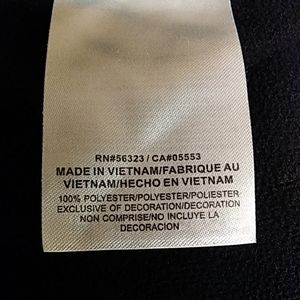 RN#56323 / CA#05553
MADE IN VIETNAM/FABRIQUE AU
VIETNAM/HECHO EN VIETNAM
100% POLYESTER/POLYESTER/POLIESTER
EXCLUSIVE OF DECORATION/DECORATION
NON COMPRISE/NO INCLUYE LA
DECORACION